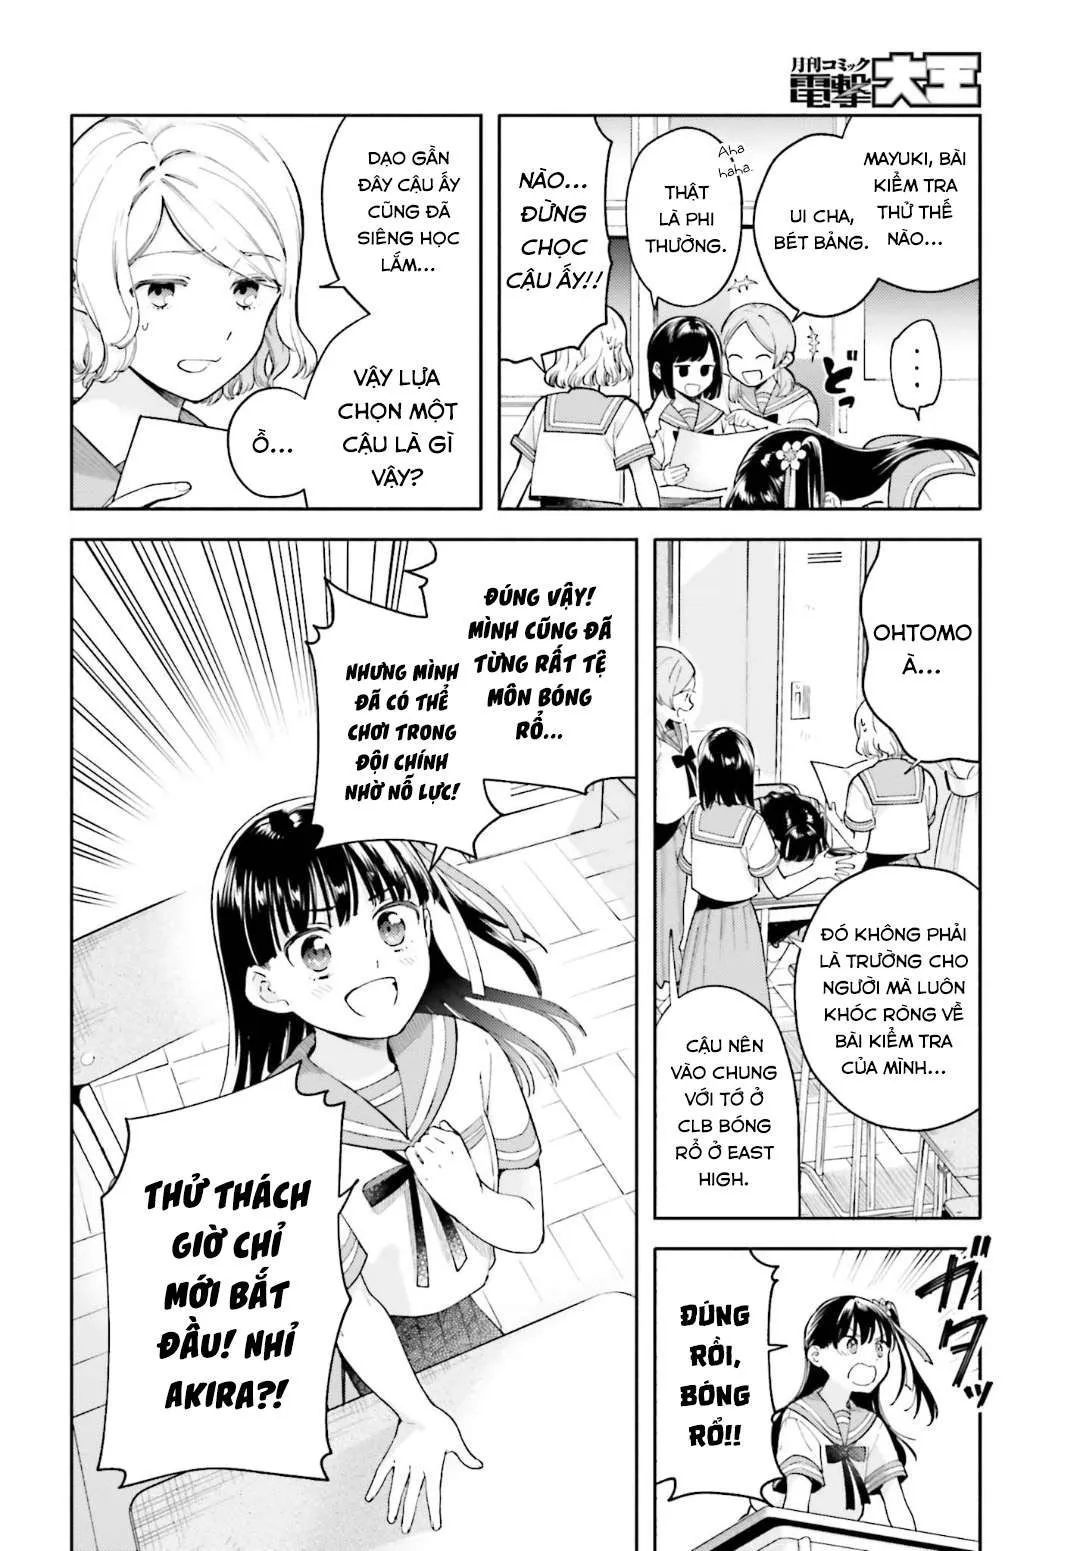 月刊コミック
電撃大王
MAYUKI, BÀI
KIỂM TRA
THỬ THẾ
NÀO...
UI CHA,
BÉT BẢNG.
Aha
haha.
THẬT
LÀ PHI
THƯỜNG.
NÀO...
ĐỪNG
CHỌC
CẬU ẤY!!
...
どっ
DẠO GẦN
ĐÂY CẬU ẤY
CŨNG ĐÃ
SIÊNG HỌC
LẮM...
VẬY LỰA
CHỌN MỘT
CẬU LÀ GÌ
VẬY?
Ồ...
OHTOMO
À...
ĐÓ KHÔNG PHẢI
LÀ TRƯỜNG CHO
NGƯỜI MÀ LUÔN
KHÓC RÒNG VỀ
BÀI KIỂM TRA
CỦA MÌNH...
CẬU NÊN
VÀO CHUNG
VỚI TỚ Ở
CLB BÓNG
RỔ Ở EAST
HIGH.
ĐÚNG
RỒI,
BÓNG
RỔ!!
ガタッ
ĐÚNG VẬY!
MÌNH CŨNG ĐÃ
TỪNG RẤT TỆ
MÔN BÓNG
RỔ...
NHƯNG MÌNH
ĐÃ CÓ THỂ
CHƠI TRONG
ĐỘI CHÍNH
NHỜ NỖ LỰC!
THỬ THÁCH
GIỜ CHỈ
MỚI BẮT
ĐẦU! NHỈ
AKIRA?!